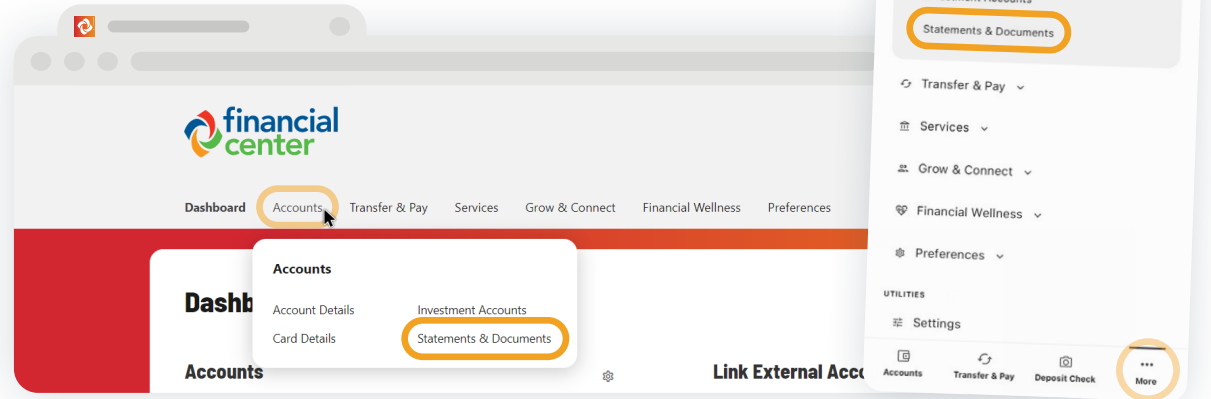 financial
center
Dashboard Accounts Transfer & Pay Services Grow & Connect Financial Wellness Preferences
Accounts
Account Details Investment Accounts
Card Details Statements & Documents
Accounts Link External
Accounts
Statements & Documents
Transfer & Pay
Services
Grow & Connect
Financial Wellness
Preferences
UTILITIES
Settings
Accounts Transfer & Pay Deposit Check More